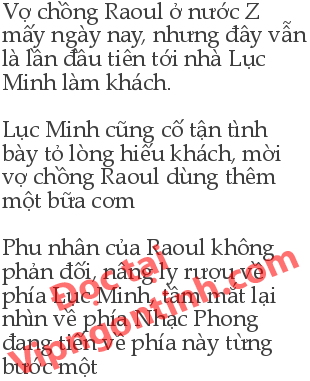 Vợ chồng Raoul ở nước Z
mấy ngày nay, nhưng đây vẫn
là lần đầu tiên tới nhà Lục
Minh làm khách.
Lục Minh cũng cố tận tình
bày tỏ lòng hiếu khách, mời
vợ chồng Raoul dùng thêm
một bữa cơm
Phu nhân của Raoul không
phản đối, nâng ly rượu về
phía Lục Minh, tầm mắt lại
nhìn về phía Nhạc Phong
đang tiến về phía này từng
bước một
Đọc tại
Vipngontinh.com